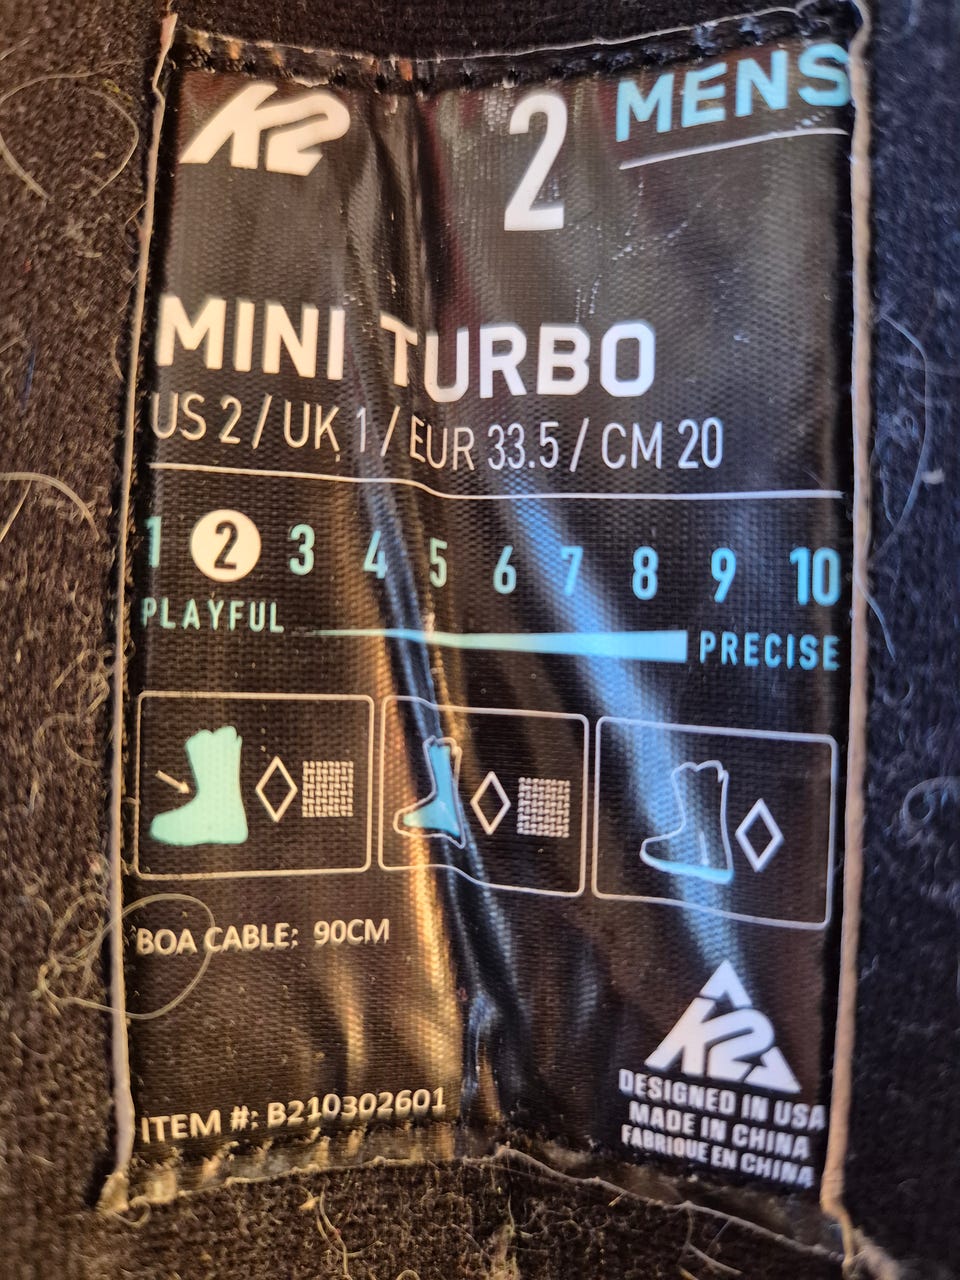 K2
2
MENS
MINI TURBO
US 2 / UK 1 / EUR 33.5 / CM 20
1 2 3 4 5 6 7 8 9 10
PLAYFUL PRECISE
BOA CABLE: 90CM
K2
ITEM #: B210302601
DESIGNED IN USA
MADE IN CHINA
FABRIQUE EN CHINA